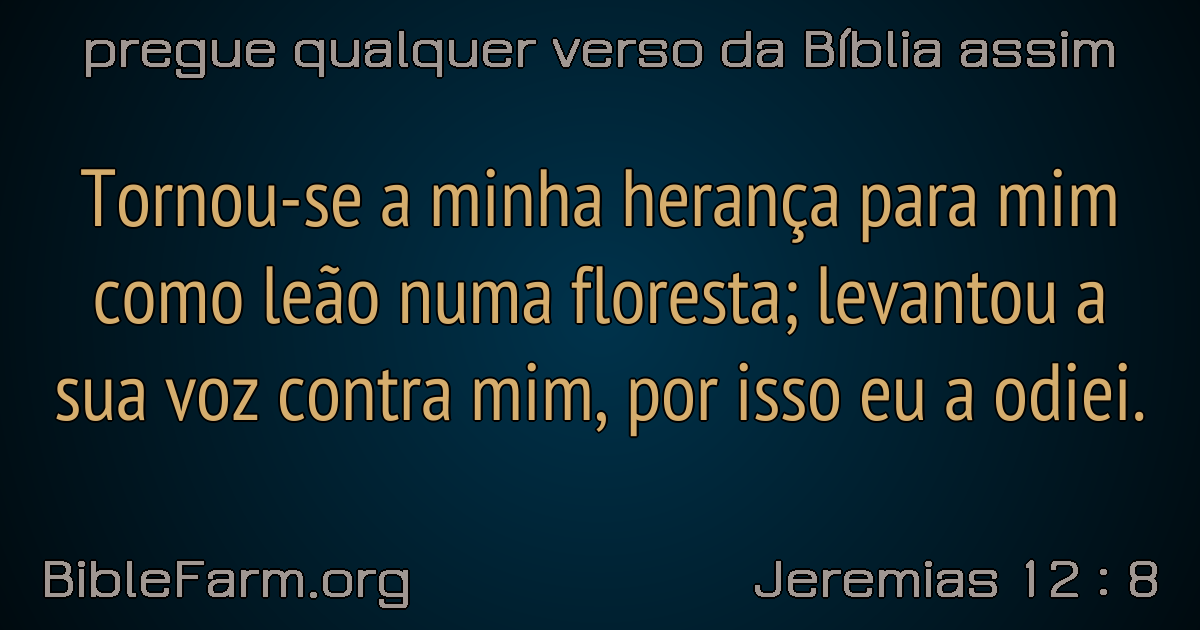 pregue qualquer verso da Bíblia assim
Tornou-se a minha herança para mim
como leão numa floresta; levantou a
sua voz contra mim, por isso eu a odiei.
BibleFarm.org
Jeremias 12 : 8